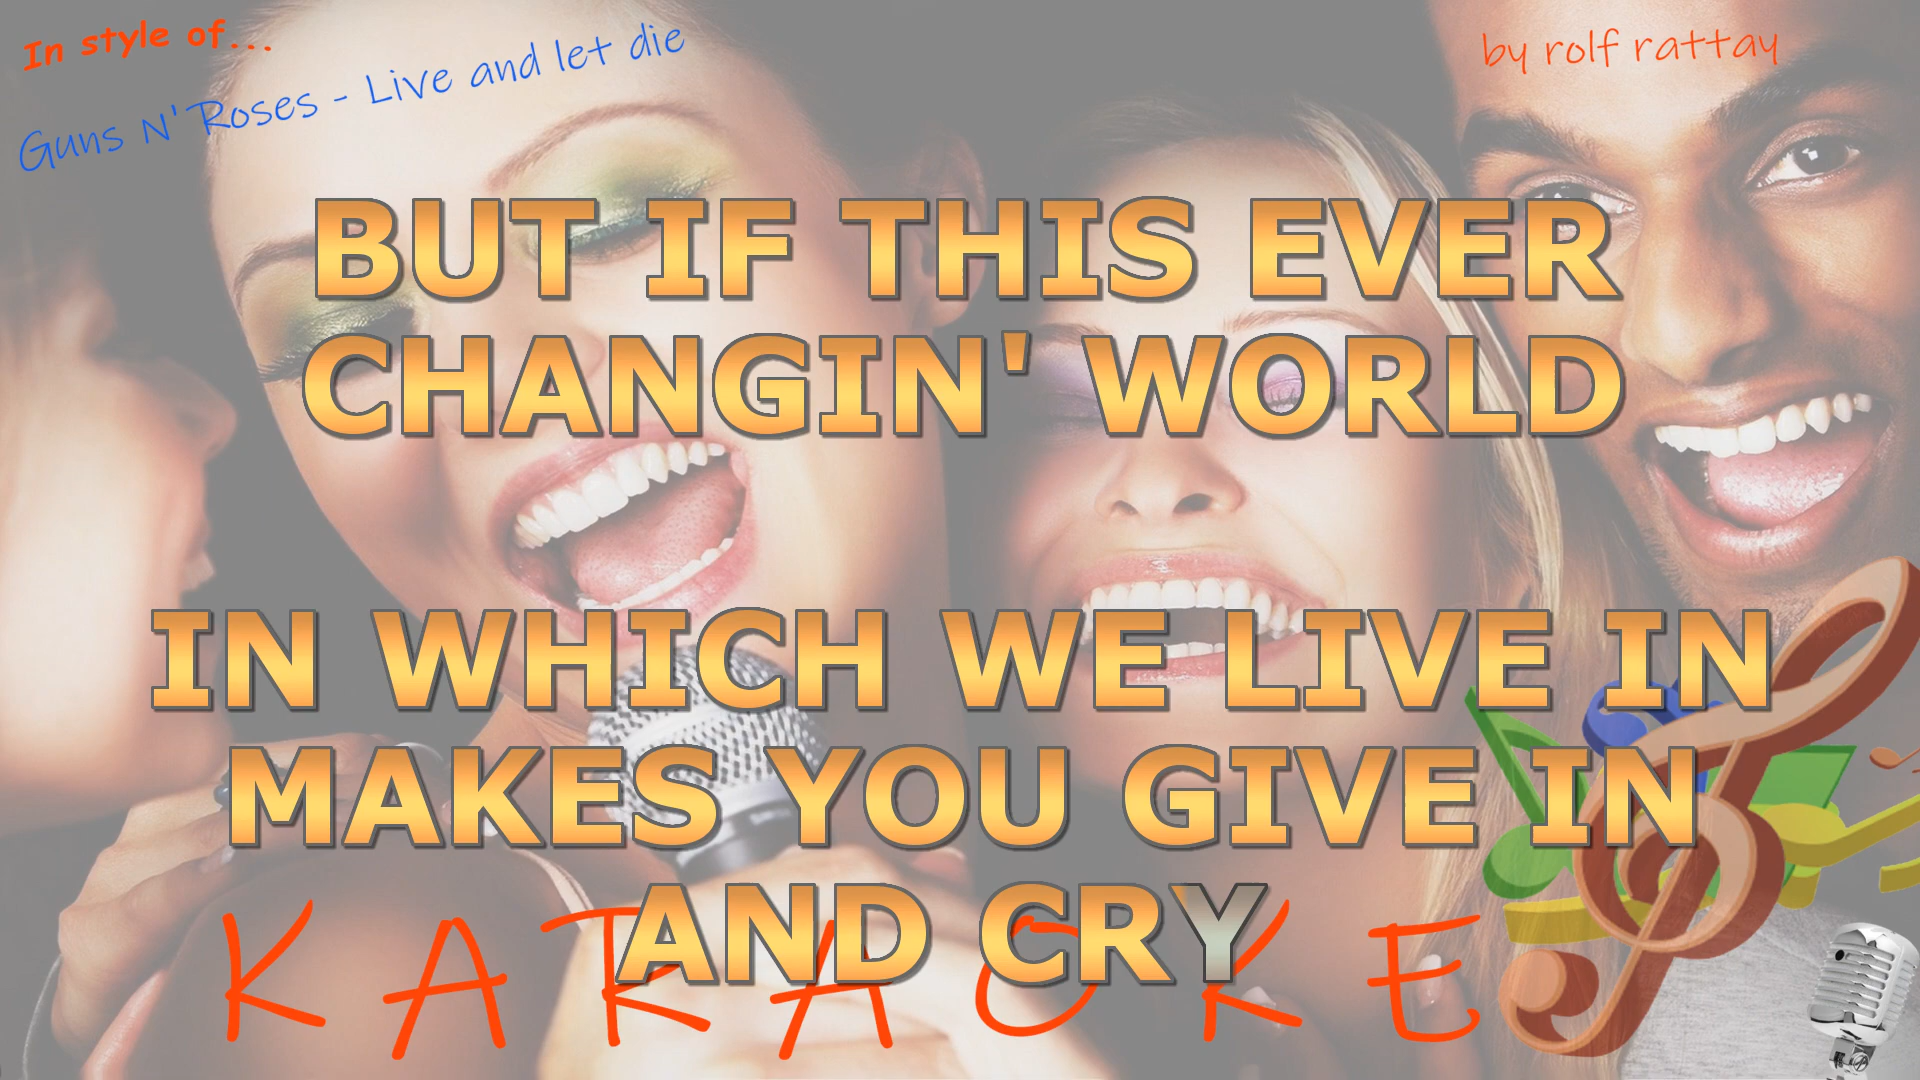 In style of...
Guns N' Roses - Live and let die
by rolf rattay
BUT IF THIS EVER
CHANGIN' WORLD
IN WHICH WE LIVE IN
MAKES YOU GIVE IN
AND CRY
KARAOKE